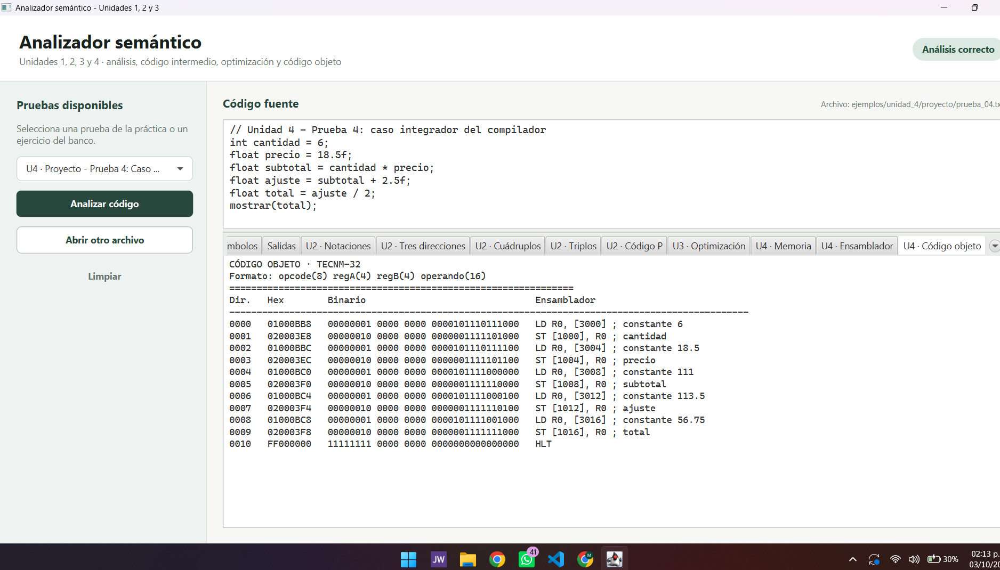 Analizador semántico - Unidades 1, 2 y 3
Analizador semántico
Unidades 1, 2, 3 y 4 · análisis, código intermedio, optimización y código objeto
Análisis correcto
Pruebas disponibles
Selecciona una prueba de la práctica o un
ejercicio del banco.
U4 · Proyecto - Prueba 4: Caso ...
Analizar código
Abrir otro archivo
Limpiar
Código fuente
Archivo: ejemplos/unidad_4/proyecto/prueba_04.tx
// Unidad 4 - Prueba 4: caso integrador del compilador
int cantidad = 6;
float precio = 18.5f;
float subtotal = cantidad * precio;
float ajuste = subtotal + 2.5f;
float total = ajuste / 2;
mostrar(total);
mbolos Salidas U2 · Notaciones U2 · Tres direcciones U2 · Cuádruplos U2 · Triplos U2 · Código P U3 · Optimización U4 · Memoria U4 · Ensamblador U4 · Código objeto
CÓDIGO OBJETO · TECNM-32
Formato: opcode(8) regA(4) regB(4) operando(16)
===============================================================
Dir. Hex Binario Ensamblador
-----------------------------------------------------------------------------------------------
0000 01000BB8 00000001 0000 0000 0000101110111000 LD R0, [3000] ; constante 6
0001 020003E8 00000010 0000 0000 0000001111101000 ST [1000], R0 ; cantidad
0002 01000BBC 00000001 0000 0000 0000101110111100 LD R0, [3004] ; constante 18.5
0003 020003EC 00000010 0000 0000 0000001111101100 ST [1004], R0 ; precio
0004 01000BC0 00000001 0000 0000 0000101111000000 LD R0, [3008] ; constante 111
0005 020003F0 00000010 0000 0000 0000001111110000 ST [1008], R0 ; subtotal
0006 01000BC4 00000001 0000 0000 0000101111000100 LD R0, [3012] ; constante 113.5
0007 020003F4 00000010 0000 0000 0000001111110100 ST [1012], R0 ; ajuste
0008 01000BC8 00000001 0000 0000 0000101111001000 LD R0, [3016] ; constante 56.75
0009 020003F8 00000010 0000 0000 0000001111111000 ST [1016], R0 ; total
0010 FF000000 11111111 0000 0000 0000000000000000 HLT
JW
41
M
30%
02:13 p.
03/10/20